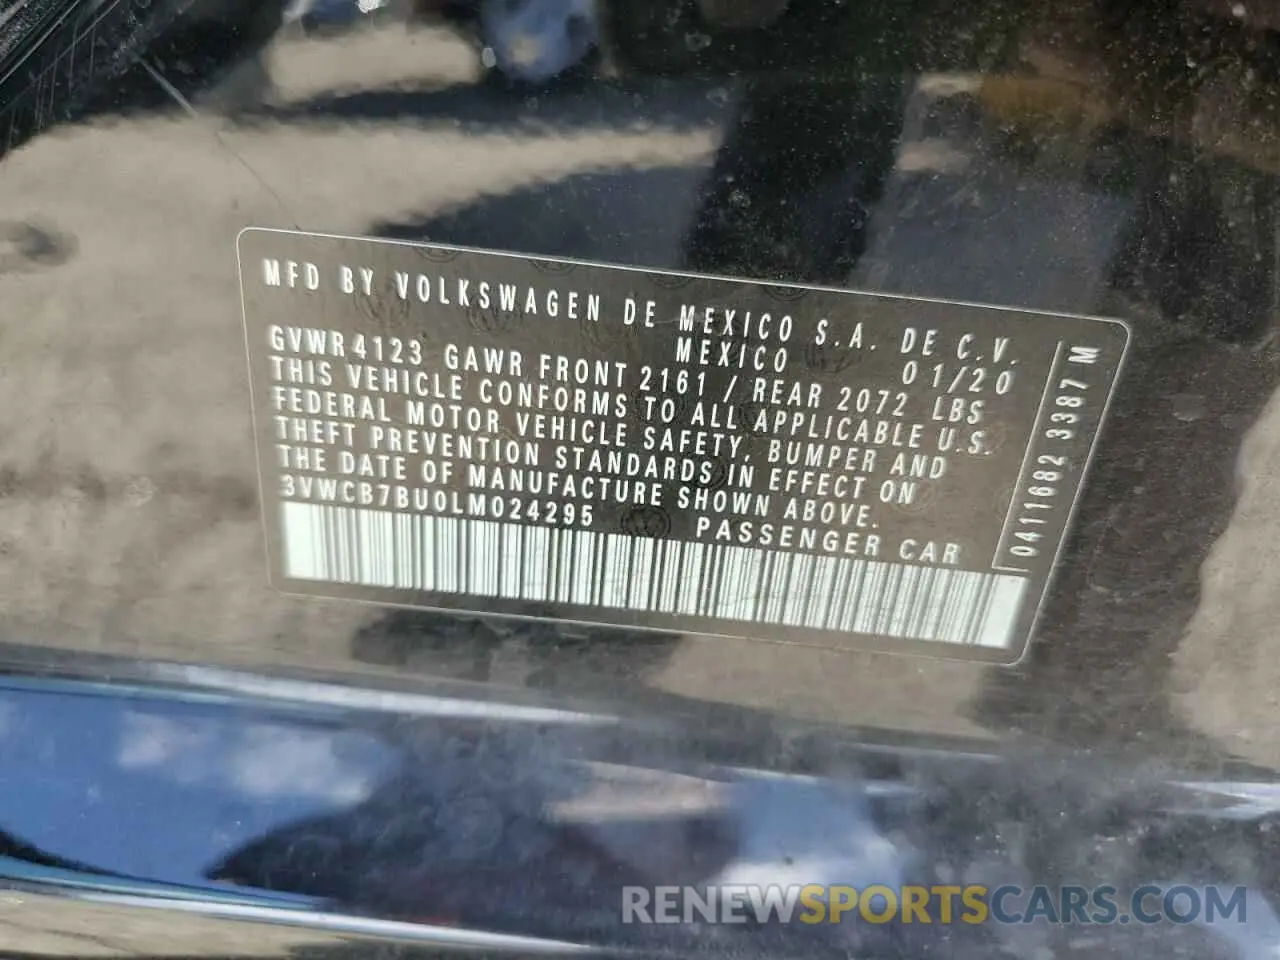 MFD BY VOLKSWAGEN DE MEXICO S.A. DE C.V.
MEXICO 01/20
GVWR 4123 GAWR FRONT 2161 / REAR 2072 LBS
THIS VEHICLE CONFORMS TO ALL APPLICABLE U.S.
FEDERAL MOTOR VEHICLE SAFETY, BUMPER AND
THEFT PREVENTION STANDARDS IN EFFECT ON
THE DATE OF MANUFACTURE SHOWN ABOVE.
3VWCB7BU0LM024295 PASSENGER CAR
0411682 3387 M
RENEWSPORTSCARS.COM